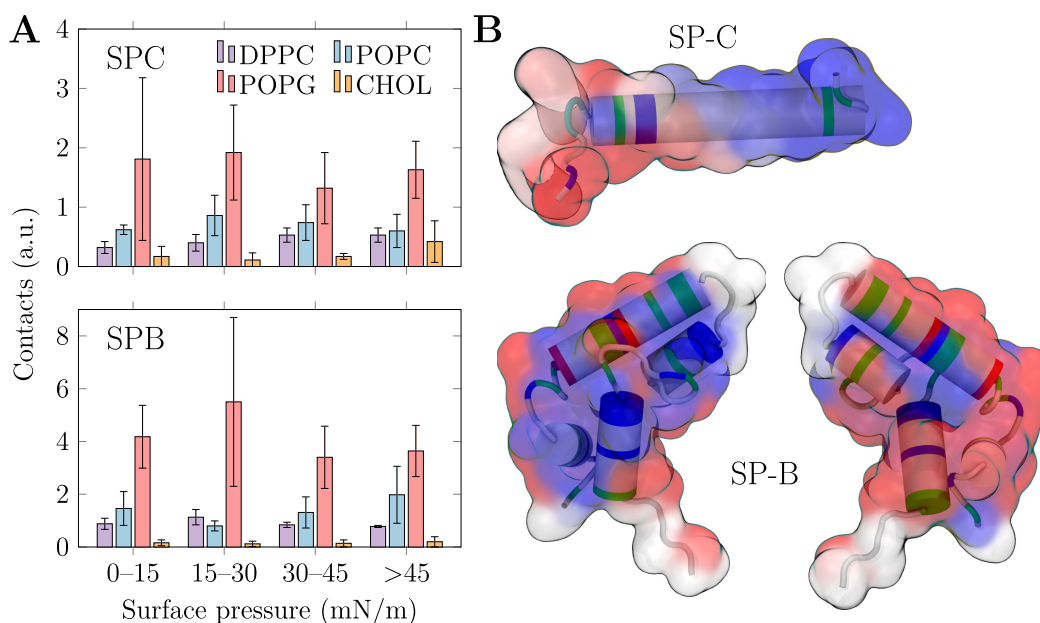 A
B
Contacts (a.u.)
4
3
2
1
0
SPC
DPPC
POPC
POPG
CHOL
8
6
4
2
0
SPB
0–15
15–30
30–45
>45
Surface pressure (mN/m)
SP-C
SP-B